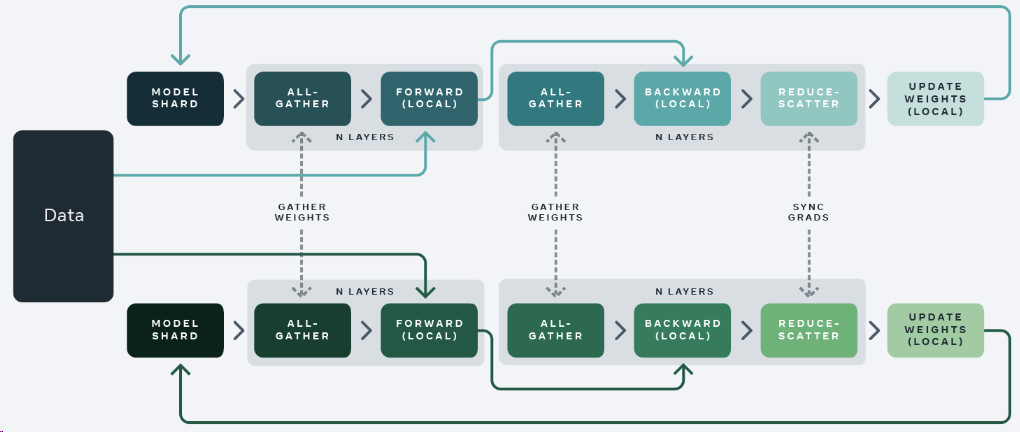 MODEL
SHARD
ALL-
GATHER
FORWARD
(LOCAL)
N LAYERS
ALL-
GATHER
BACKWARD
(LOCAL)
REDUCE-
SCATTER
N LAYERS
UPDATE
WEIGHTS
(LOCAL)
Data
GATHER
WEIGHTS
GATHER
WEIGHTS
SYNC
GRADS
N LAYERS
MODEL
SHARD
ALL-
GATHER
FORWARD
(LOCAL)
N LAYERS
ALL-
GATHER
BACKWARD
(LOCAL)
REDUCE-
SCATTER
UPDATE
WEIGHTS
(LOCAL)